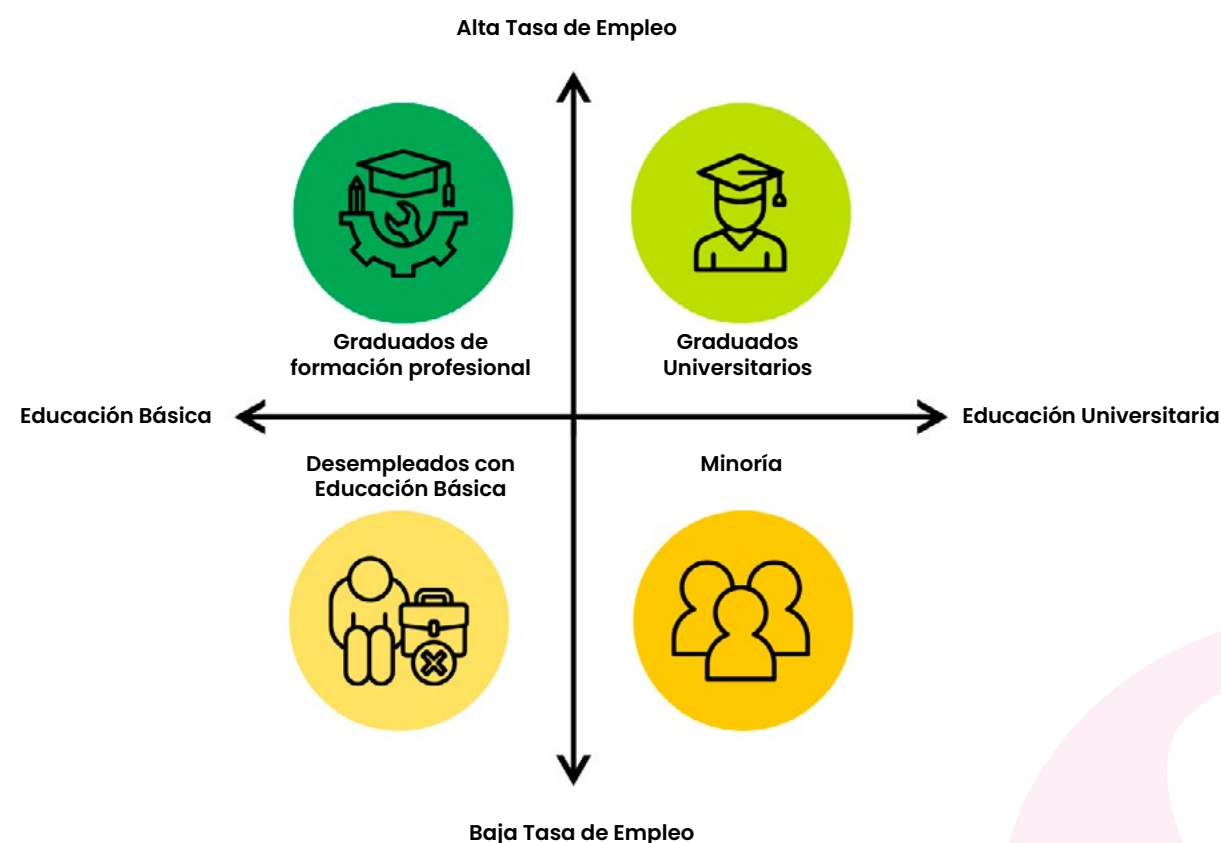 Alta Tasa de Empleo
Graduados de
formación profesional
Graduados
Universitarios
Educación Básica
Educación Universitaria
Desempleados con
Educación Básica
Minoría
Baja Tasa de Empleo